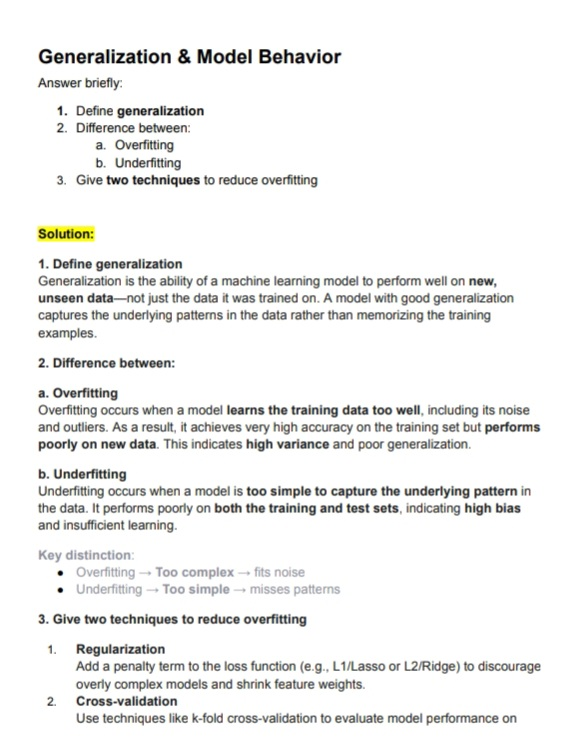 Generalization & Model Behavior
Answer briefly:
1. Define generalization
2. Difference between:
a. Overfitting
b. Underfitting
3. Give two techniques to reduce overfitting
Solution:
1. Define generalization
Generalization is the ability of a machine learning model to perform well on new,
unseen data—not just the data it was trained on. A model with good generalization
captures the underlying patterns in the data rather than memorizing the training
examples.
2. Difference between:
a. Overfitting
Overfitting occurs when a model learns the training data too well, including its noise
and outliers. As a result, it achieves very high accuracy on the training set but performs
poorly on new data. This indicates high variance and poor generalization.
b. Underfitting
Underfitting occurs when a model is too simple to capture the underlying pattern in
the data. It performs poorly on both the training and test sets, indicating high bias
and insufficient learning.
Key distinction:
• Overfitting → Too complex → fits noise
• Underfitting → Too simple → misses patterns
3. Give two techniques to reduce overfitting
1. Regularization
Add a penalty term to the loss function (e.g., L1/Lasso or L2/Ridge) to discourage
overly complex models and shrink feature weights.
2. Cross-validation
Use techniques like k-fold cross-validation to evaluate model performance on